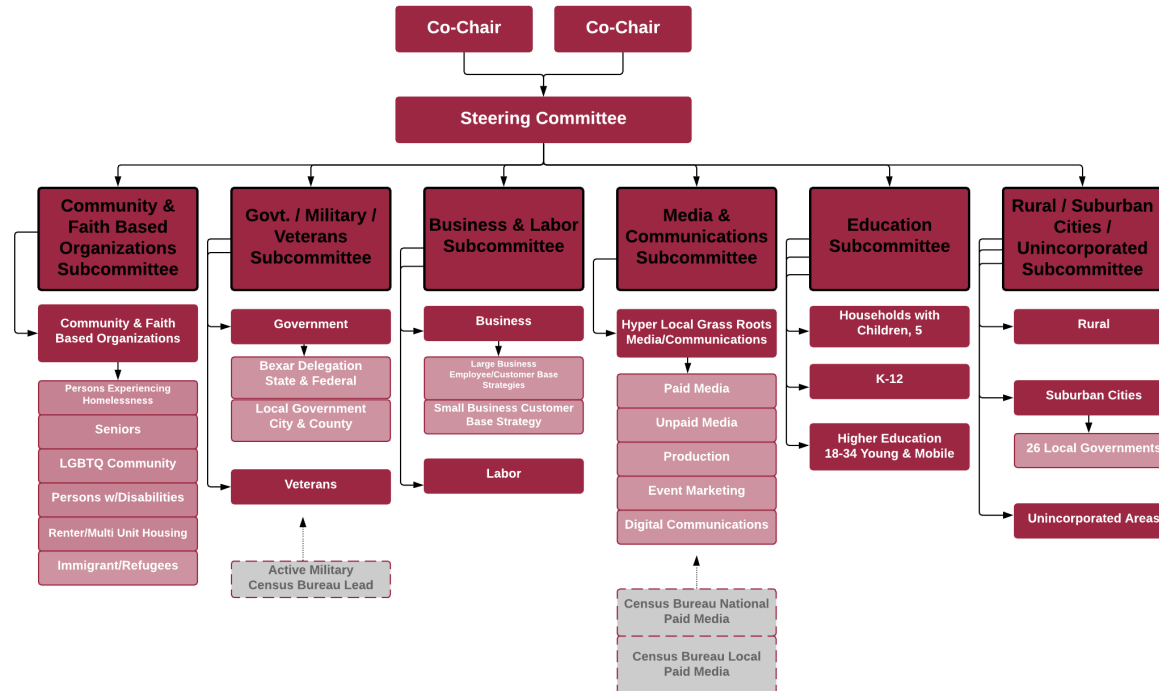 Co-Chair
Co-Chair
Steering Committee
Community &
Faith Based
Organizations
Subcommittee
Govt. / Military /
Veterans
Subcommittee
Business & Labor
Subcommittee
Media &
Communications
Subcommittee
Education
Subcommittee
Rural / Suburban
Cities /
Unincorporated
Subcommittee
Community & Faith
Based Organizations
Persons Experiencing
Homelessness
Seniors
LGBTQ Community
Persons w/Disabilities
Renter/Multi Unit Housing
Immigrant/Refugees
Government
Bexar Delegation
State & Federal
Local Government
City & County
Veterans
Active Military
Census Bureau Lead
Business
Large Business
Employee/Customer Base
Strategies
Small Business Customer
Base Strategy
Labor
Hyper Local Grass Roots
Media/Communications
Paid Media
Unpaid Media
Production
Event Marketing
Digital Communications
Census Bureau National
Paid Media
Census Bureau Local
Paid Media
Households with
Children, 5
K-12
Higher Education
18-34 Young & Mobile
Rural
Suburban Cities
26 Local Governments
Unincorporated Areas